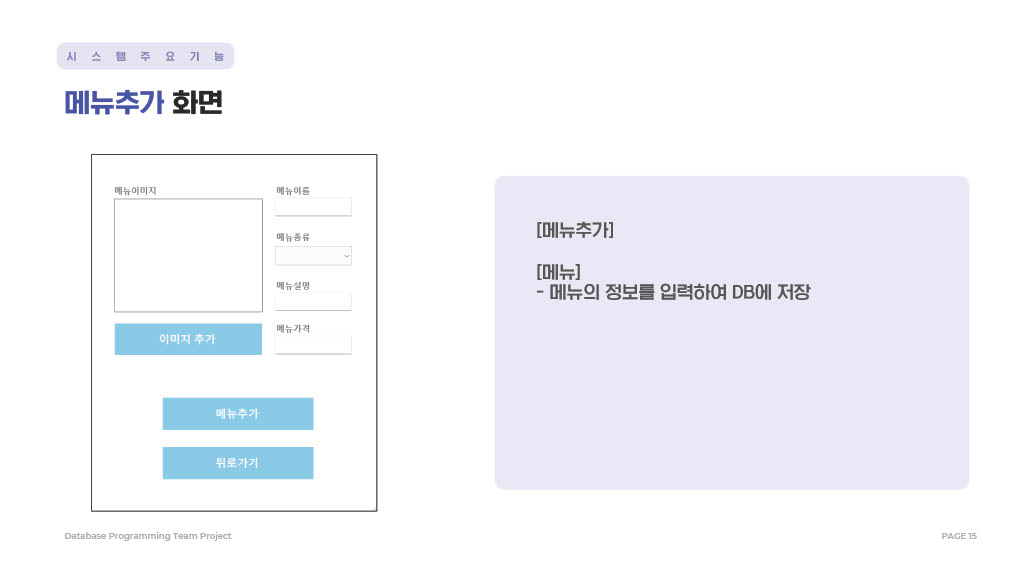 시스템주요기능
메뉴추가 화면
메뉴이미지
메뉴이름
메뉴종류
메뉴설명
메뉴가격
이미지 추가
메뉴추가
뒤로가기
[메뉴추가]
[메뉴]
- 메뉴의 정보를 입력하여 DB에 저장
Database Programming Team Project
PAGE 15